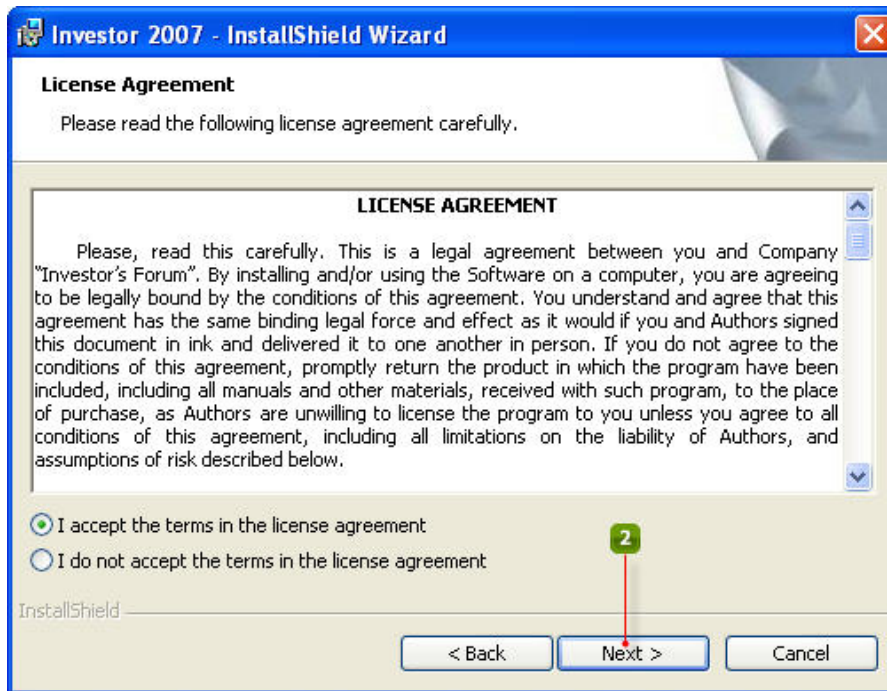 Investor 2007 - InstallShield Wizard
License Agreement
Please read the following license agreement carefully.
LICENSE AGREEMENT
Please, read this carefully. This is a legal agreement between you and Company
"Investor's Forum". By installing and/or using the Software on a computer, you are agreeing
to be legally bound by the conditions of this agreement. You understand and agree that this
agreement has the same binding legal force and effect as it would if you and Authors signed
this document in ink and delivered it to one another in person. If you do not agree to the
conditions of this agreement, promptly return the product in which the program have been
included, including all manuals and other materials, received with such program, to the place
of purchase, as Authors are unwilling to license the program to you unless you agree to all
conditions of this agreement, including all limitations on the liability of Authors, and
assumptions of risk described below.
I accept the terms in the license agreement
2
I do not accept the terms in the license agreement
InstallShield
< Back
Next >
Cancel